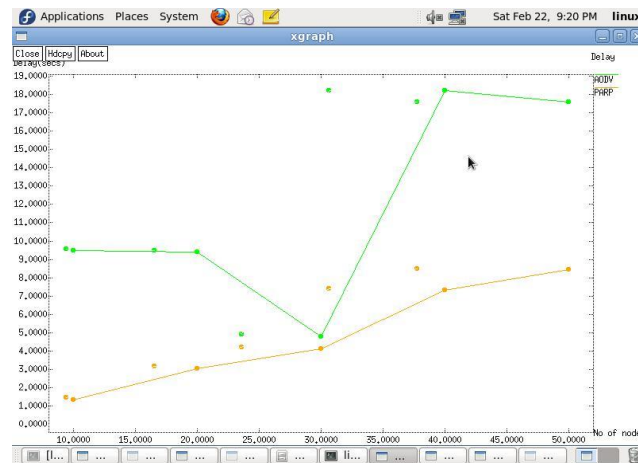 Applications Places System Sat Feb 22, 9:20 PM linux
xgraph
Close Hdcpy About
Delay(secs) Delay
19.0000
18.0000
17.0000
16.0000
15.0000
14.0000
13.0000
12.0000
11.0000
10.0000
9.0000
8.0000
7.0000
6.0000
5.0000
4.0000
3.0000
2.0000
1.0000
0.0000
AODV
PARP
No of node
10.0000 15.0000 20.0000 25.0000 30.0000 35.0000 40.0000 45.0000 50.0000
[l... ... ... ... ... ... li... ... ... ... ...